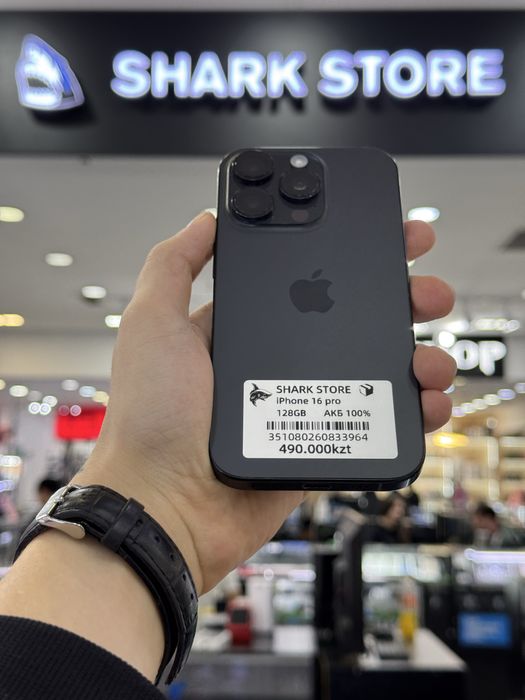 SHARK STORE
SHARK STORE
iPhone 16 pro
128GB АКБ 100%
351080260833964
490.000kzt